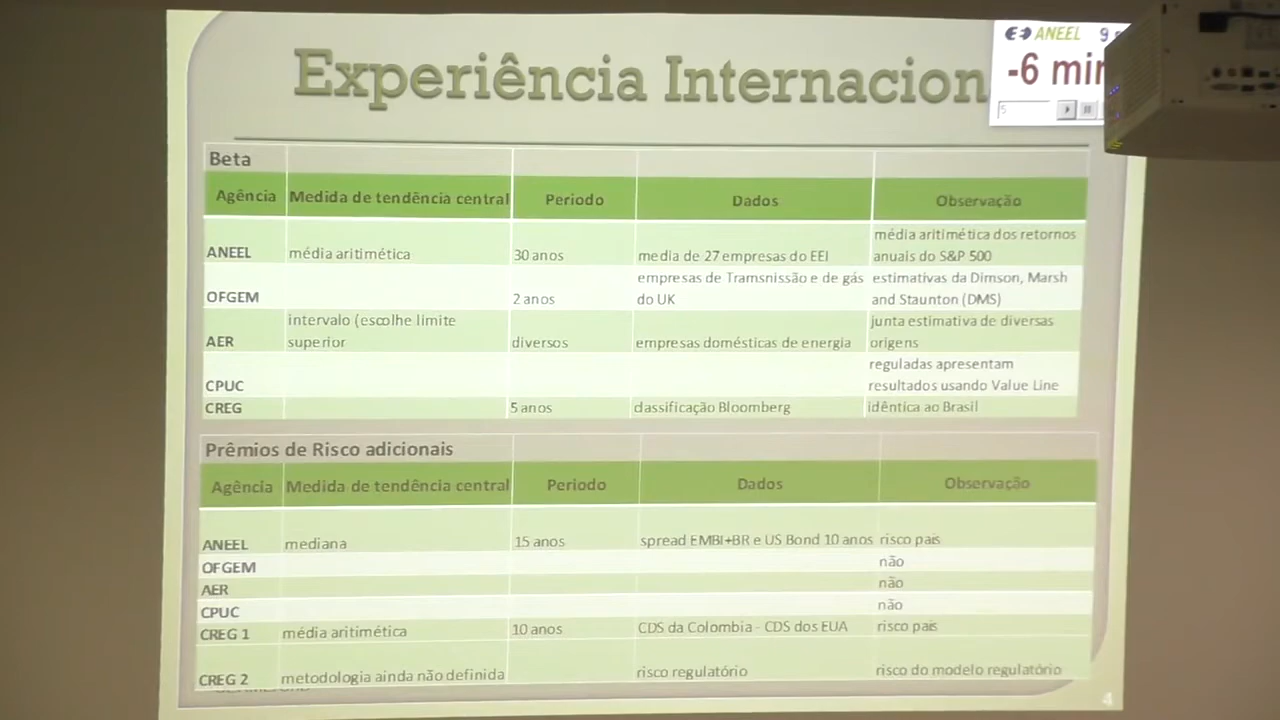 Experiência Internacion
ANEEL 9
-6 min
5
Beta
Agência Medida de tendência central Periodo Dados Observação
ANEEL média aritimética 30 anos media de 27 empresas do EEI média aritimética dos retornos
anuais do S&P 500
OFGEM 2 anos empresas de Tramsnissão e de gás
do UK estimativas da Dimson, Marsh
and Staunton (DMS)
AER intervalo (escolhe limite
superior diversos empresas domésticas de energia junta estimativa de diversas
origens
CPUC reguladas apresentam
resultados usando Value Line
CREG 5 anos classificação Bloomberg idêntica ao Brasil
Prêmios de Risco adicionais
Agência Medida de tendência central Periodo Dados Observação
ANEEL mediana 15 anos spread EMBI+BR e US Bond 10 anos risco pais
OFGEM não
AER não
CPUC não
CREG 1 média aritimética 10 anos CDS da Colombia - CDS dos EUA risco pais
CREG 2 metodologia ainda não definida risco regulatório risco do modelo regulatório
4